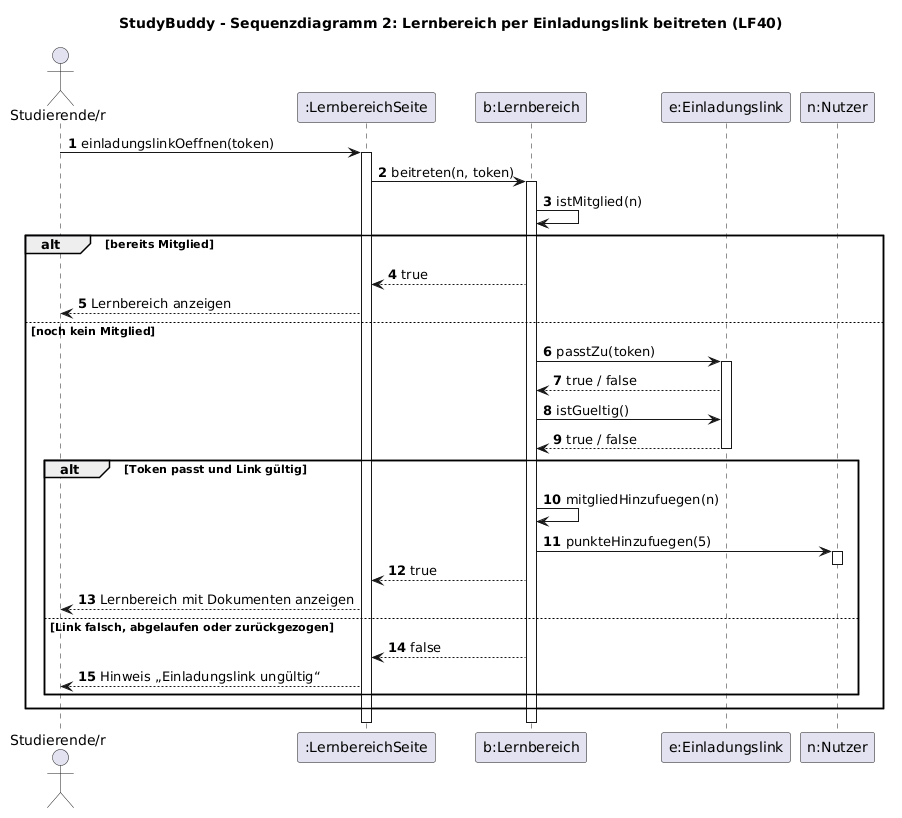 StudyBuddy - Sequenzdiagramm 2: Lernbereich per Einladungslink beitreten (LF40)
Studierende/r
:LernbereichSeite
b:Lernbereich
e:Einladungslink
n:Nutzer
1 einladungslinkOeffnen(token)
2 beitreten(n, token)
3 istMitglied(n)
alt [bereits Mitglied]
4 true
5 Lernbereich anzeigen
[noch kein Mitglied]
6 passtZu(token)
7 true / false
8 istGueltig()
9 true / false
alt [Token passt und Link gültig]
10 mitgliedHinzufuegen(n)
11 punkteHinzufuegen(5)
12 true
13 Lernbereich mit Dokumenten anzeigen
[Link falsch, abgelaufen oder zurückgezogen]
14 false
15 Hinweis „Einladungslink ungültig“
Studierende/r
:LernbereichSeite
b:Lernbereich
e:Einladungslink
n:Nutzer